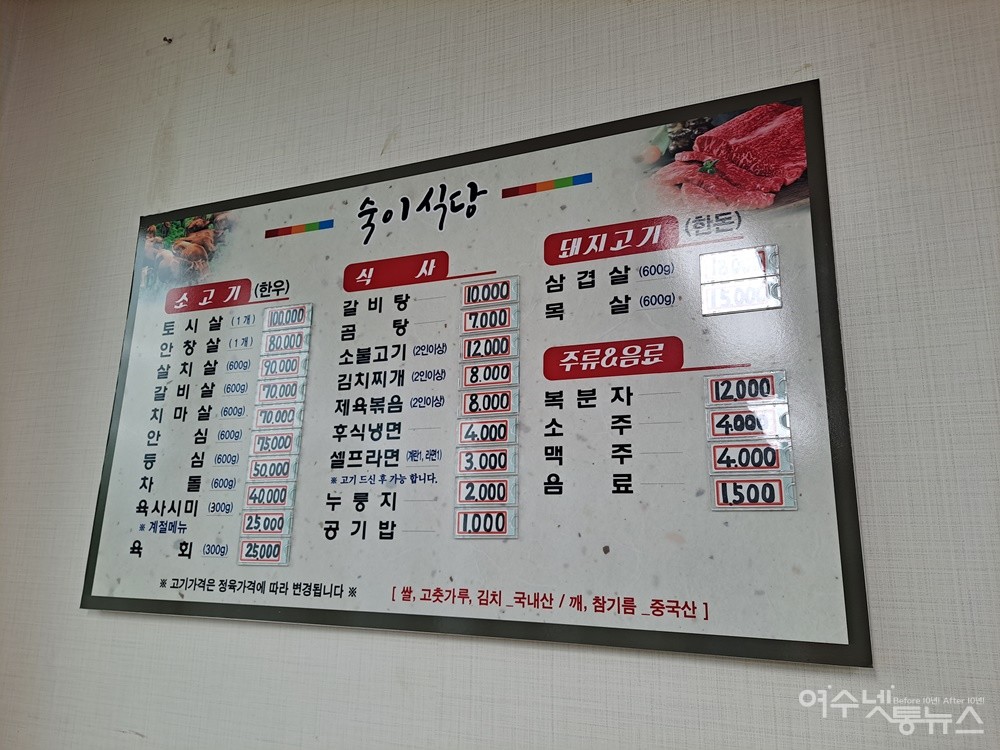 숙이식당
소고기 (한우)
토시살 (1개) 100,000
안창살 (1개) 80,000
살치살 (600g) 90,000
갈비살 (600g) 70,000
치마살 (600g) 70,000
안심 (600g) 75,000
등심 (600g) 50,000
차돌 (600g) 40,000
육사시미 (300g) 25,000
※ 계절메뉴
육회 (300g) 25,000
식사
갈비탕 10,000
곰탕 7,000
소불고기 (2인이상) 12,000
김치찌개 (2인이상) 8,000
제육볶음 (2인이상) 8,000
후식냉면 4,000
셀프라면 (계란1, 라면1) 3,000
※ 고기 드신 후 가능 합니다.
누룽지 2,000
공기밥 1,000
돼지고기 (한돈)
삼겹살 (600g)
목살 (600g) 15,000
주류&음료
복분자 12,000
소주 4,000
맥주 4,000
음료 1,500
※ 고기가격은 정육가격에 따라 변경됩니다 ※
[ 쌀, 고춧가루, 김치 _국내산 / 깨, 참기름 _중국산 ]
여수넷통뉴스
Before 10년! After 10년!